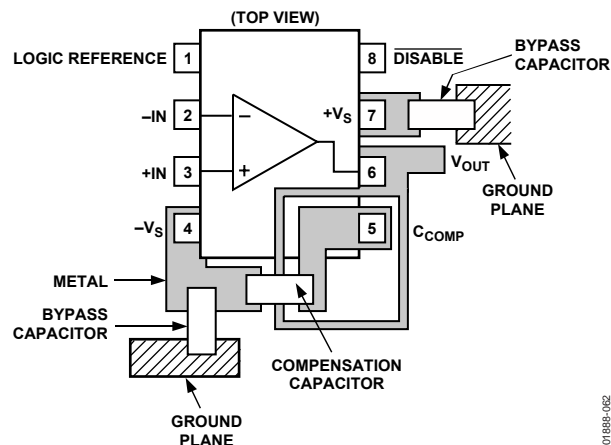 (TOP VIEW)
LOGIC REFERENCE 1
8 DISABLE
BYPASS
CAPACITOR
–IN 2
–
+VS 7
+IN 3
+
6
VOUT
GROUND
PLANE
–VS 4
5
CCOMP
METAL
BYPASS
CAPACITOR
COMPENSATION
CAPACITOR
GROUND
PLANE
01868-062